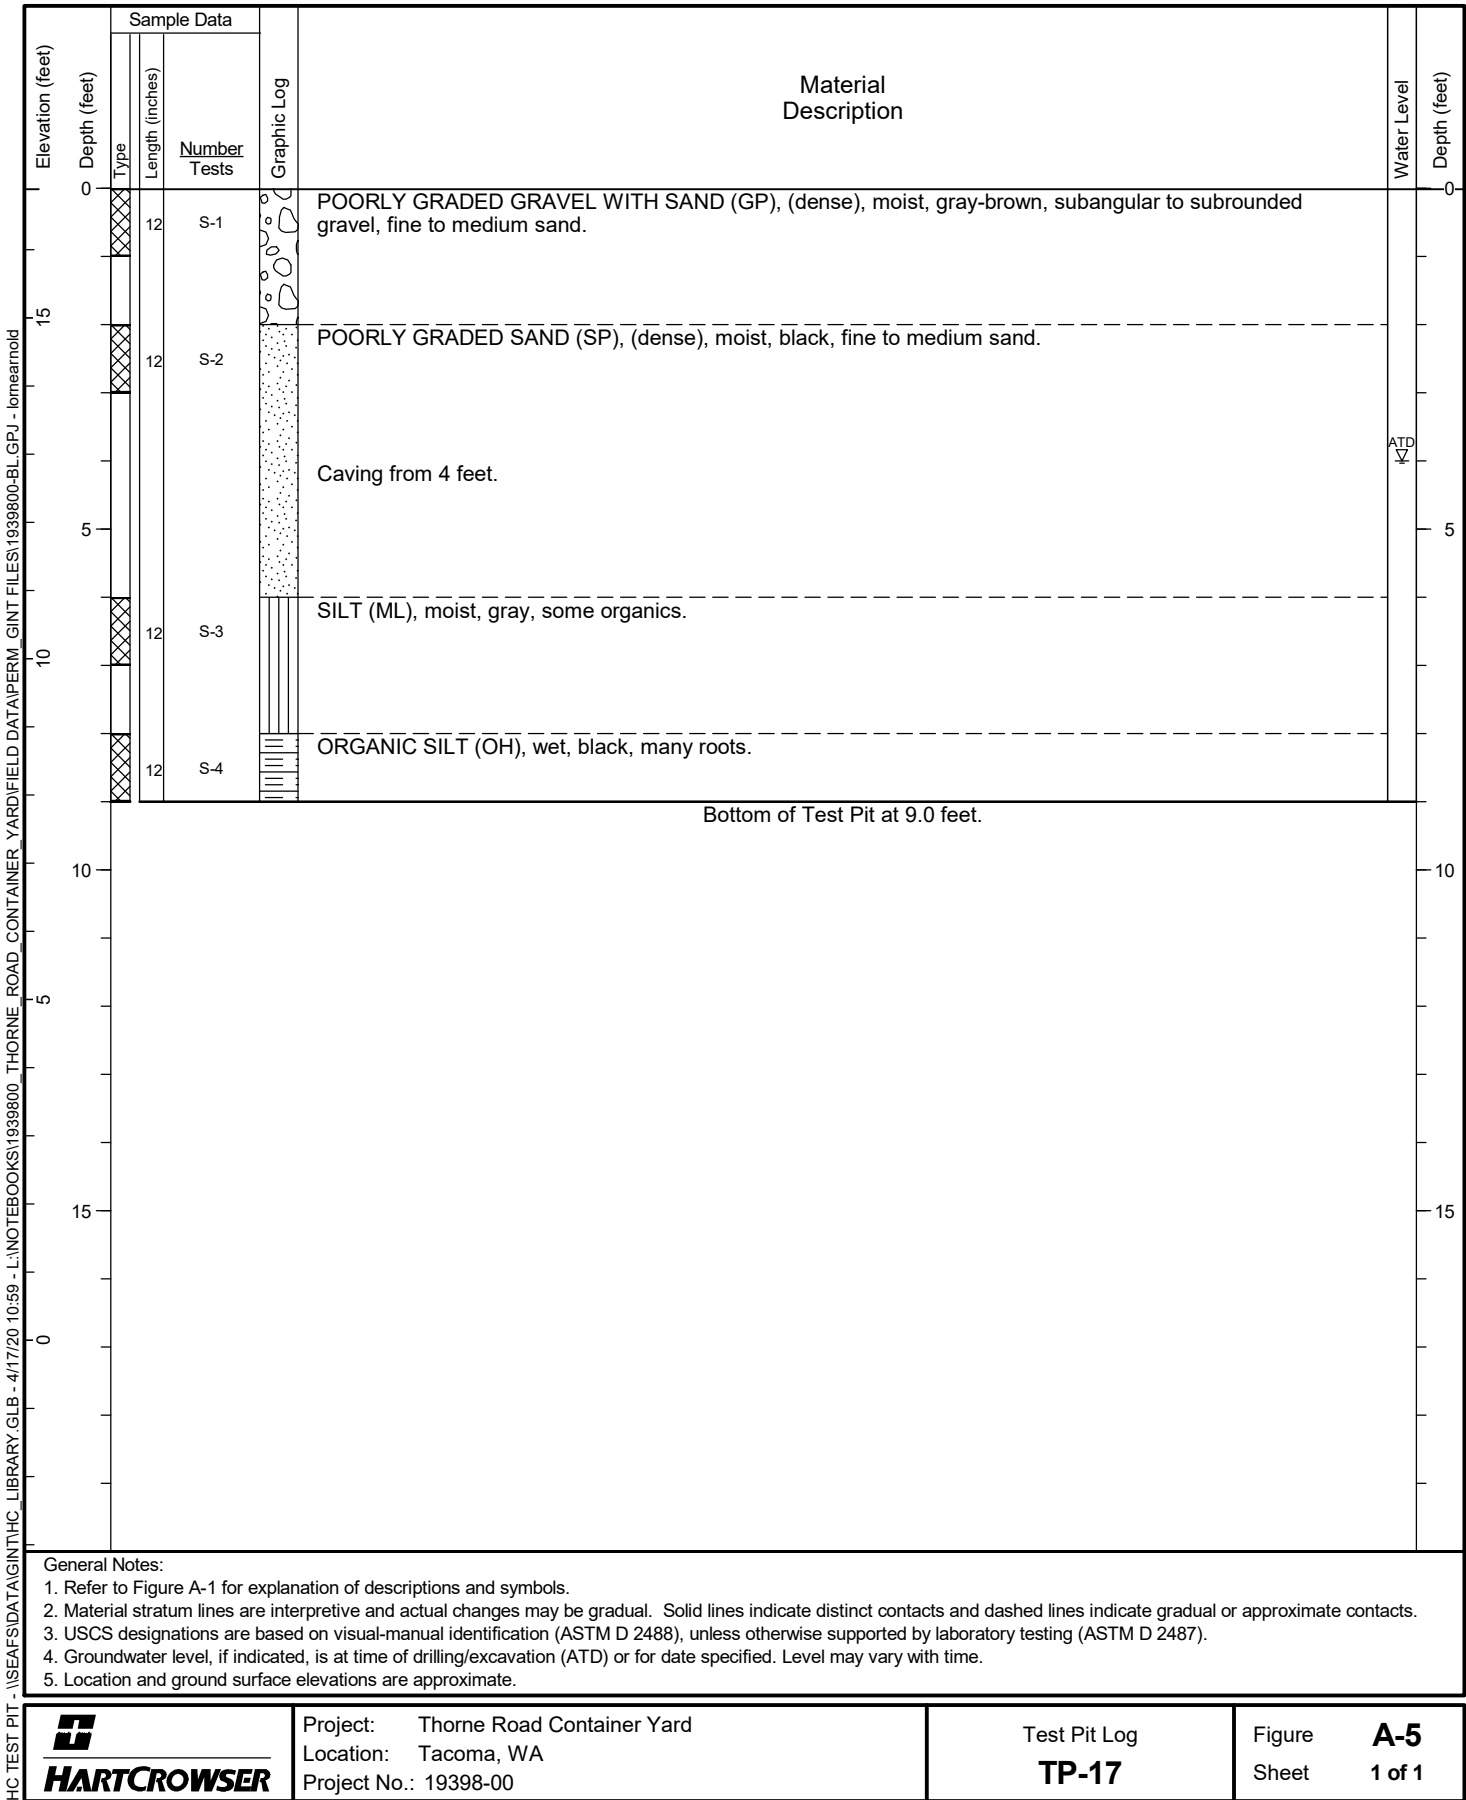 Sample Data
Elevation (feet)
Depth (feet)
Type
Length (inches)
Number
Tests
Graphic Log
Material
Description
Water Level
Depth (feet)
0
0
12
S-1
POORLY GRADED GRAVEL WITH SAND (GP), (dense), moist, gray-brown, subangular to subrounded
gravel, fine to medium sand.
15
POORLY GRADED SAND (SP), (dense), moist, black, fine to medium sand.
12
S-2
ATD
Caving from 4 feet.
5
5
SILT (ML), moist, gray, some organics.
12
S-3
10
ORGANIC SILT (OH), wet, black, many roots.
12
S-4
Bottom of Test Pit at 9.0 feet.
10
10
5
15
15
0
General Notes:
1. Refer to Figure A-1 for explanation of descriptions and symbols.
2. Material stratum lines are interpretive and actual changes may be gradual. Solid lines indicate distinct contacts and dashed lines indicate gradual or approximate contacts.
3. USCS designations are based on visual-manual identification (ASTM D 2488), unless otherwise supported by laboratory testing (ASTM D 2487).
4. Groundwater level, if indicated, is at time of drilling/excavation (ATD) or for date specified. Level may vary with time.
5. Location and ground surface elevations are approximate.
HC TEST PIT - \\SEAFS\DATA\GINT\HC_LIBRARY.GLB - 4/17/20 10:59 - L:\NOTEBOOKS\1939800_THORNE_ROAD_CONTAINER_YARD\FIELD DATA\PERM_GINT FILES\1939800-BL.GPJ - lornearnold
HARTCROWSER
Project: Thorne Road Container Yard
Location: Tacoma, WA
Project No.: 19398-00
Test Pit Log
TP-17
Figure A-5
Sheet 1 of 1